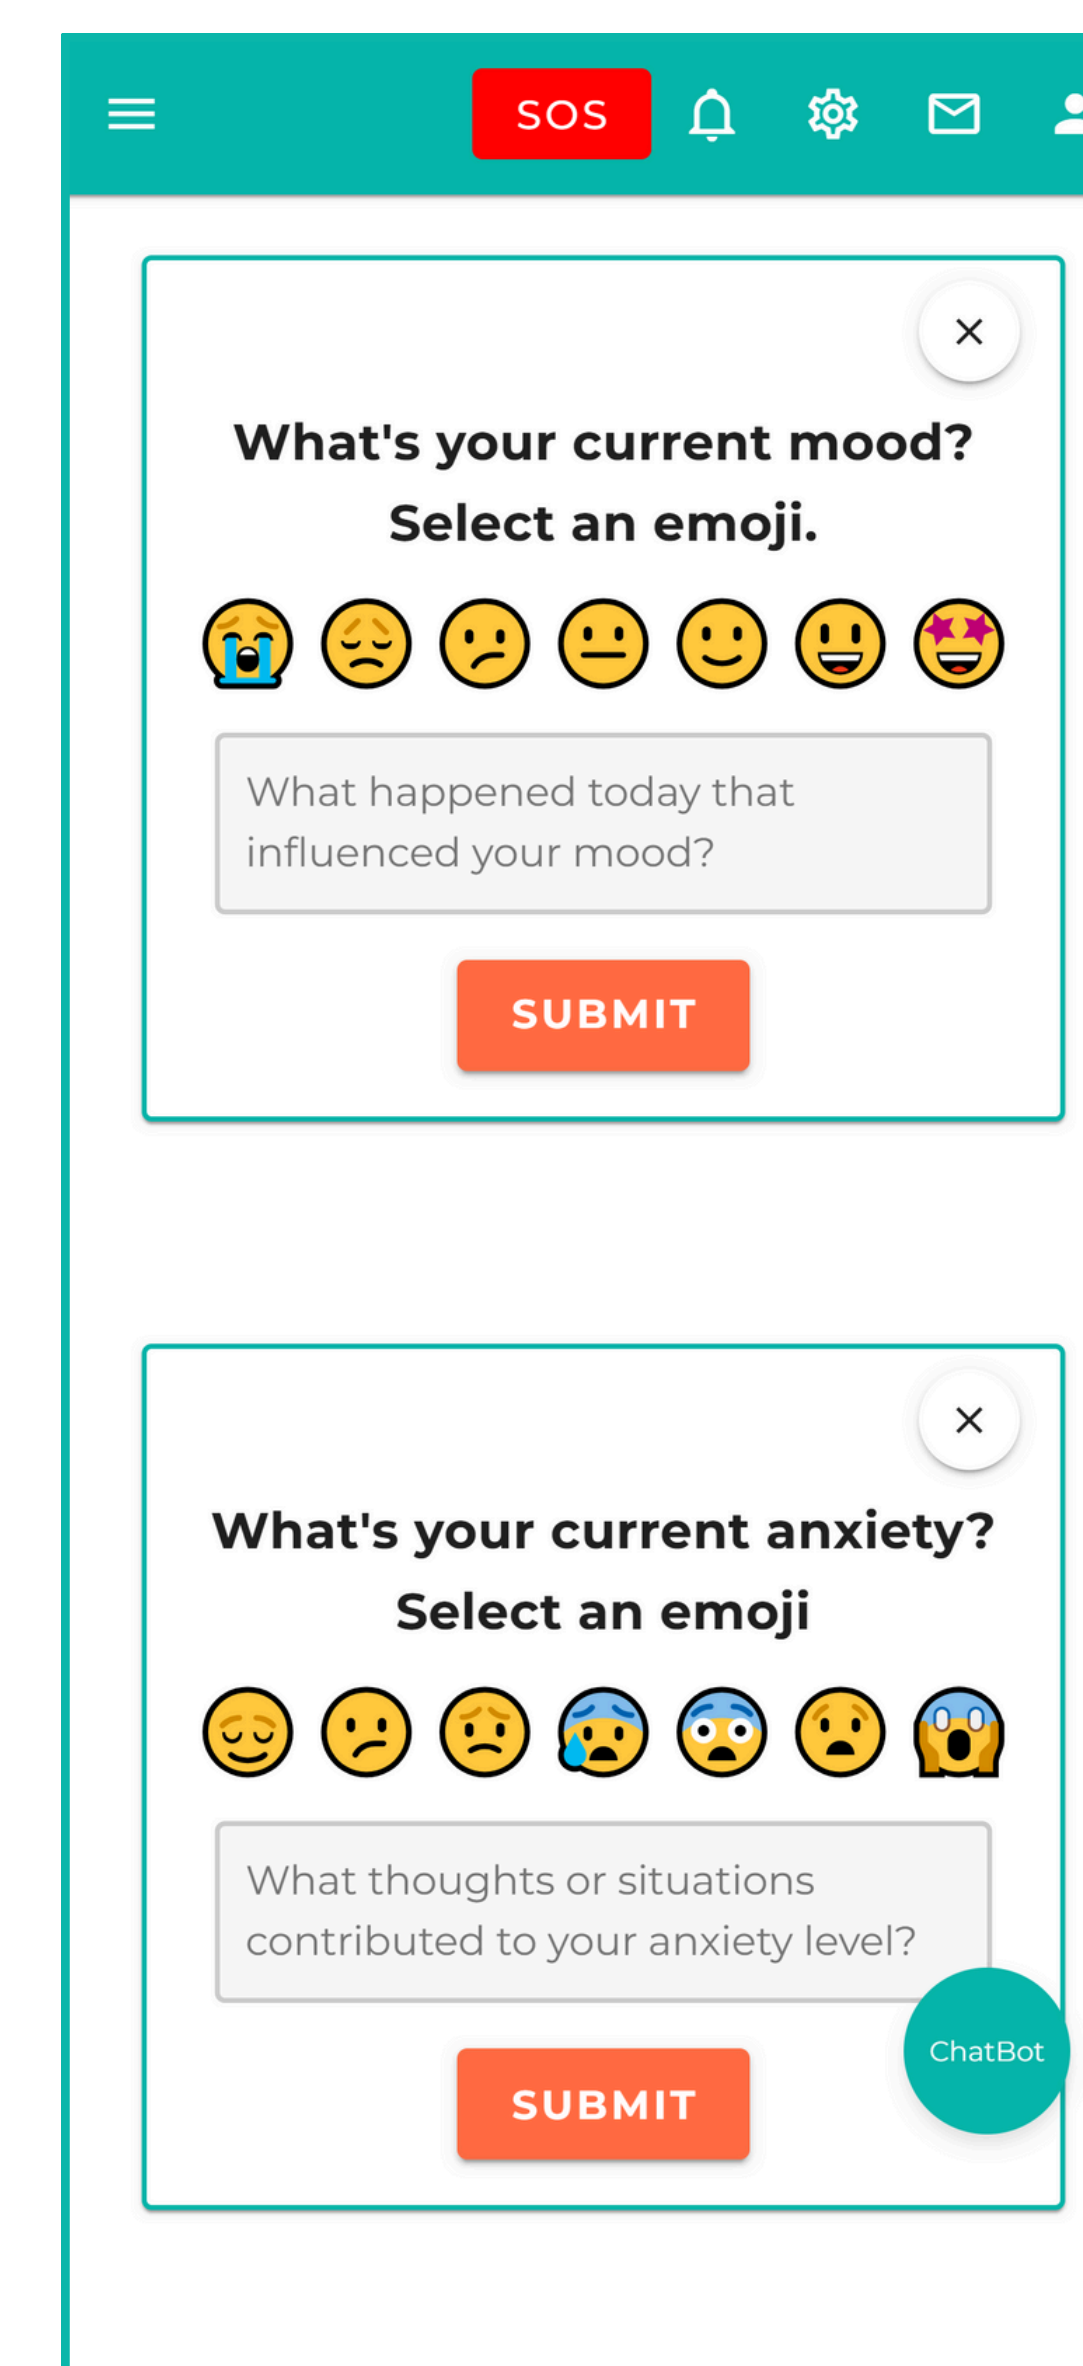 SOS
What's your current mood?
Select an emoji.
What happened today that
influenced your mood?
SUBMIT
What's your current anxiety?
Select an emoji
What thoughts or situations
contributed to your anxiety level?
ChatBot
SUBMIT